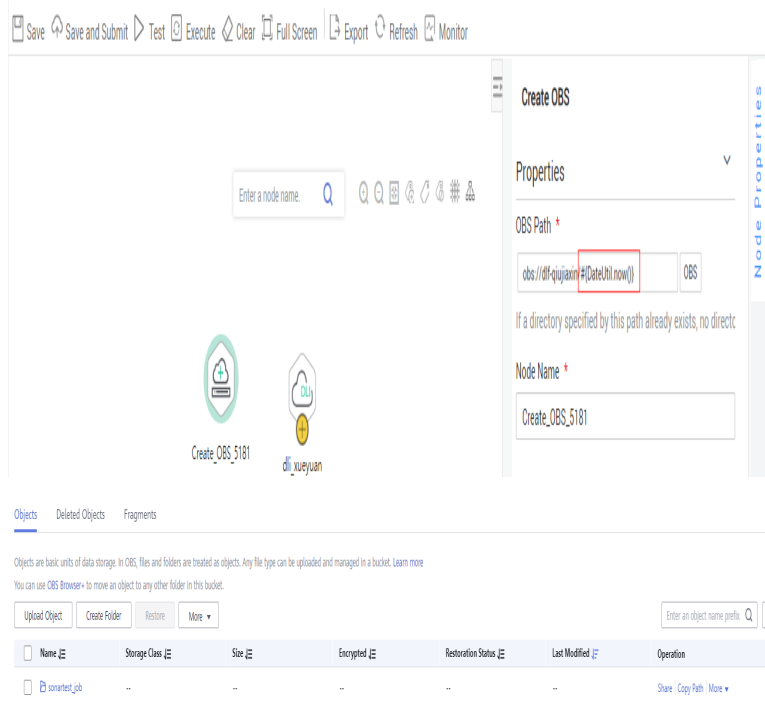 Save Save and Submit Test Execute Clear Full Screen Export Refresh Monitor
Create OBS
Properties
Node Properties
Enter a node name.
OBS Path *
obs://dlf-qiujiaxin/#{DateUtil.now()} OBS
If a directory specified by this path already exists, no directo
Node Name *
Create_OBS_5181
DLI
Create_OBS_5181
dli_xueyuan
Objects Deleted Objects Fragments
Objects are basic units of data storage. In OBS, files and folders are treated as objects. Any file type can be uploaded and managed in a bucket. Learn more
You can use OBS Browser+ to move an object to any other folder in this bucket.
Upload Object Create Folder Restore More Enter an object name prefix.
Name Storage Class Size Encrypted Restoration Status Last Modified Operation
sonartest_job -- -- -- -- -- Share Copy Path More